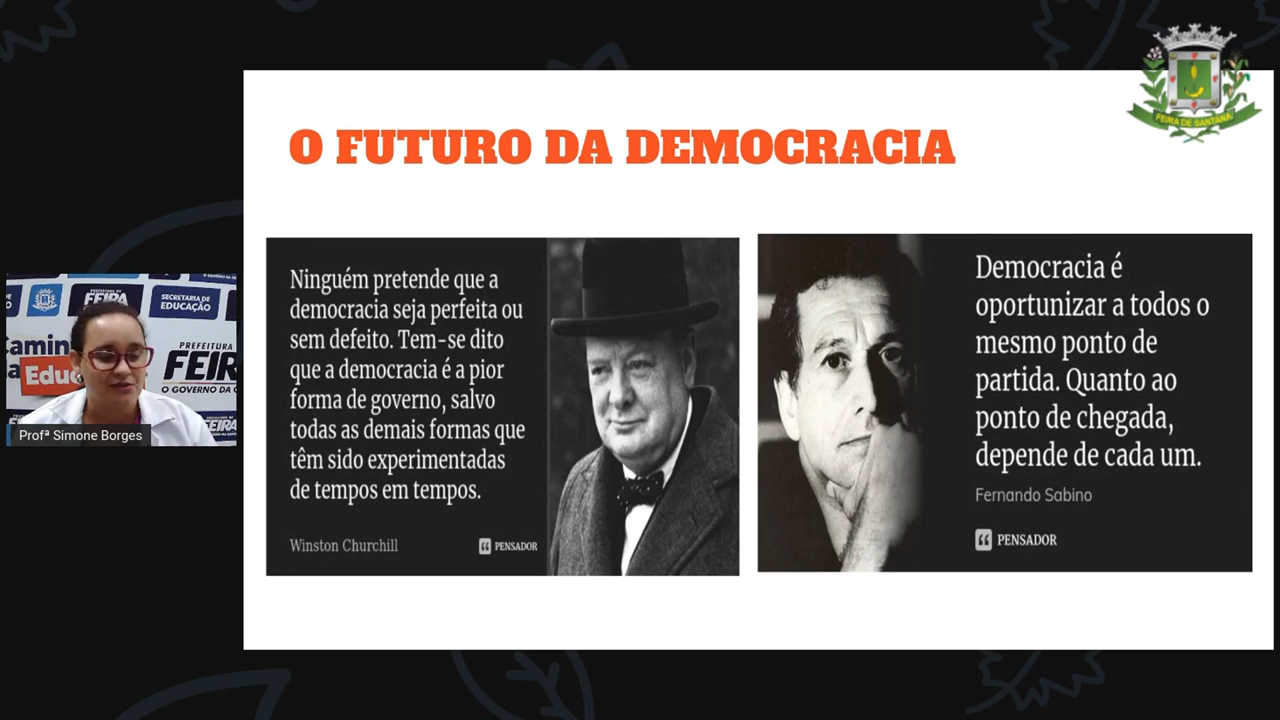 FEIRA DE SANTANA
O FUTURO DA DEMOCRACIA
Ninguém pretende que a
democracia seja perfeita ou
sem defeito. Tem-se dito
que a democracia é a pior
forma de governo, salvo
todas as demais formas que
têm sido experimentadas
de tempos em tempos.
Winston Churchill
PENSADOR
Democracia é
oportunizar a todos o
mesmo ponto de
partida. Quanto ao
ponto de chegada,
depende de cada um.
Fernando Sabino
PENSADOR
FEIRA
SECRETARIA DE
EDUCAÇÃO
PREFEITURA
FEIR
O GOVERNO DA
Profª Simone Borges